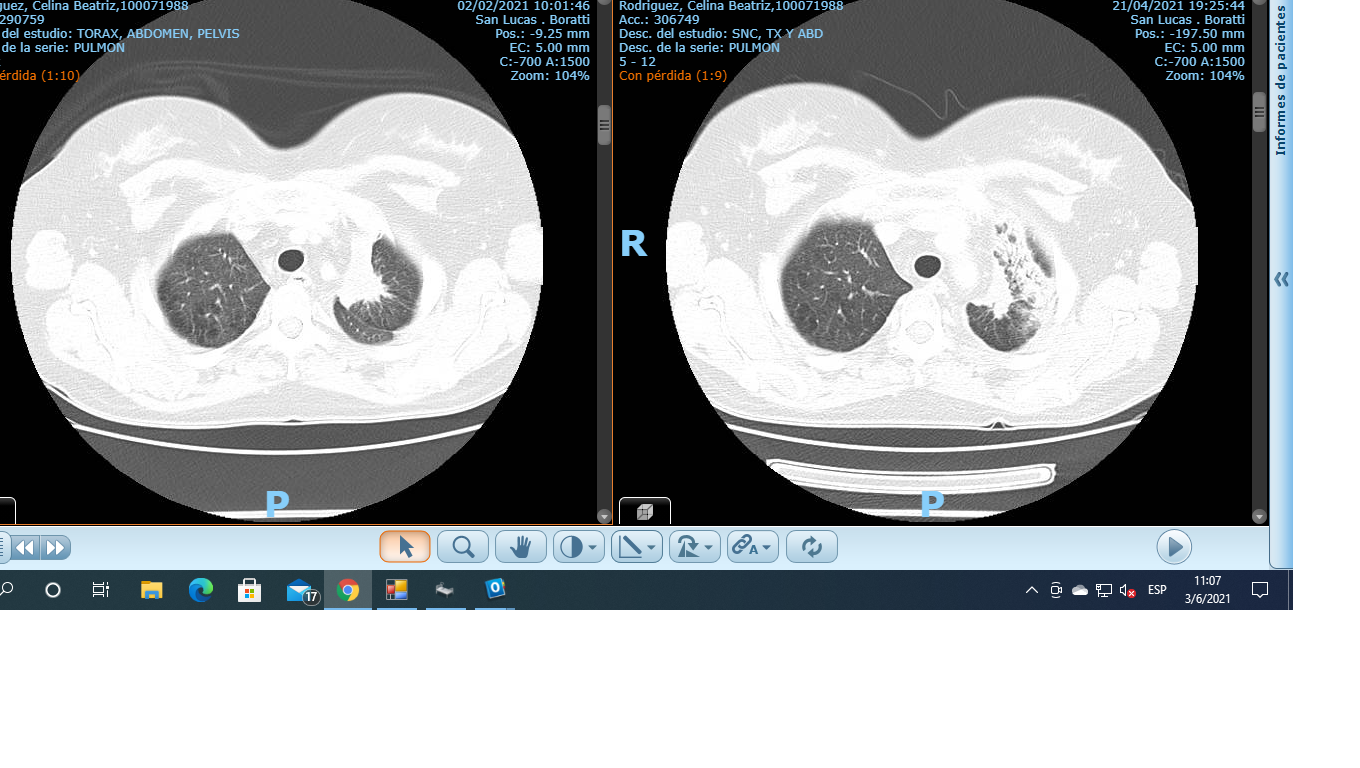 guez, Celina Beatriz,100071988
290759
del estudio: TORAX, ABDOMEN, PELVIS
de la serie: PULMON
érdida (1:10)
02/02/2021 10:01:46
San Lucas . Boratti
Pos.: -9.25 mm
EC: 5.00 mm
C:-700 A:1500
Zoom: 104%
P
Rodriguez, Celina Beatriz,100071988
Acc.: 306749
Desc. del estudio: SNC, TX Y ABD
Desc. de la serie: PULMON
5 - 12
Con pérdida (1:9)
21/04/2021 19:25:44
San Lucas . Boratti
Pos.: -197.50 mm
EC: 5.00 mm
C:-700 A:1500
Zoom: 104%
R
P
Informes de pacientes
A
17
ESP
11:07
3/6/2021